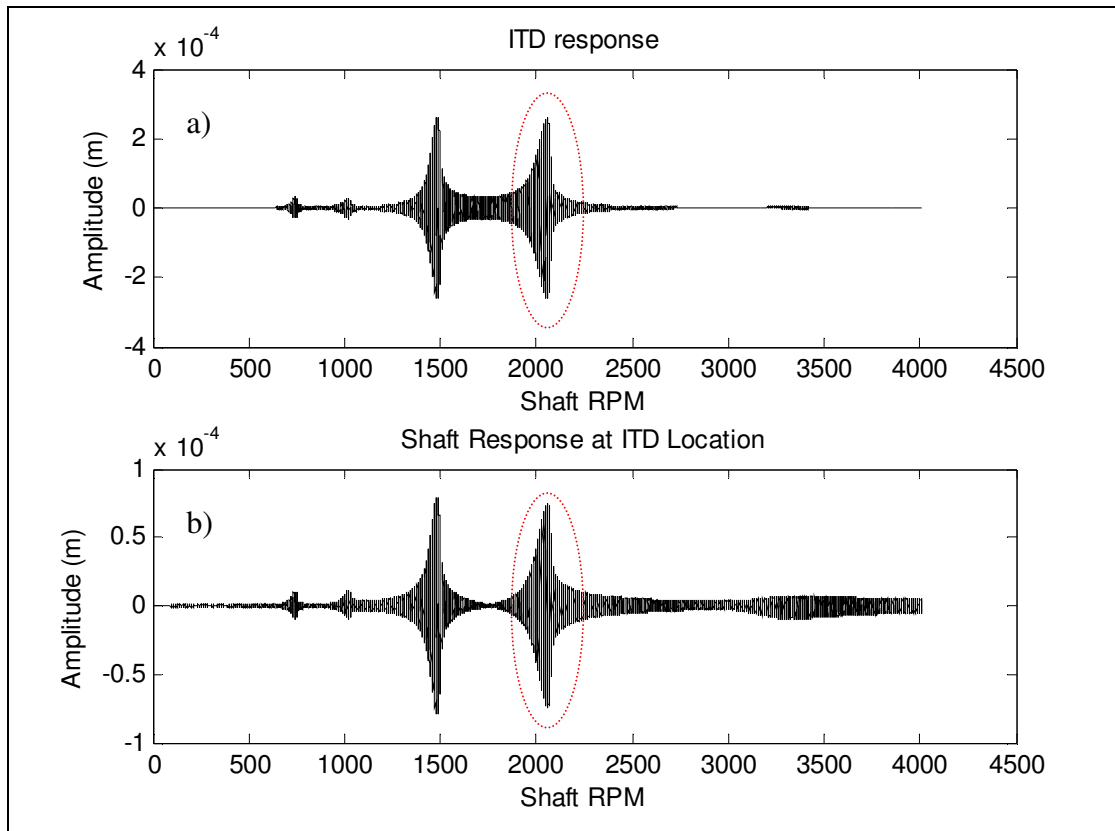 ITD response
x 10-4
a)
4
2
0
-2
-4
Amplitude (m)
0 500 1000 1500 2000 2500 3000 3500 4000 4500
Shaft RPM
Shaft Response at ITD Location
x 10-4
b)
1
0.5
0
-0.5
-1
Amplitude (m)
0 500 1000 1500 2000 2500 3000 3500 4000 4500
Shaft RPM